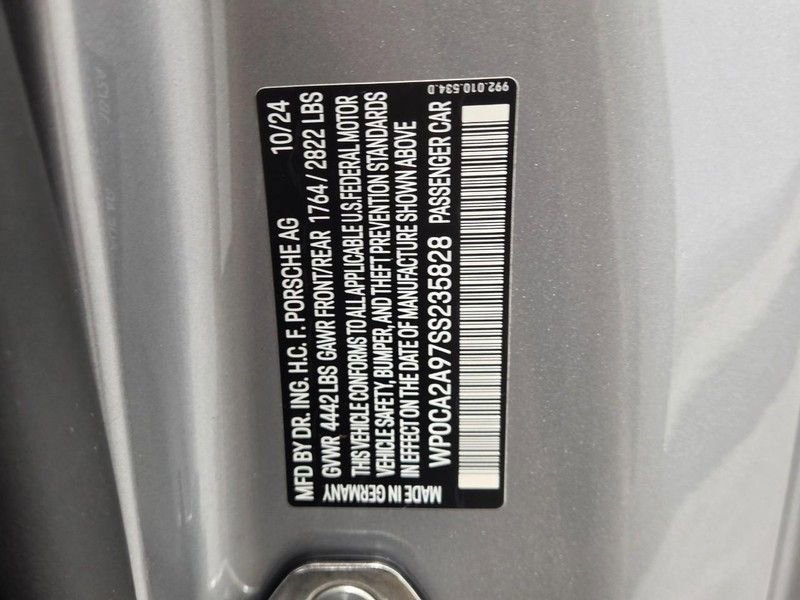 MFD BY DR. ING. H.C. F. PORSCHE AG 10/24
GVWR 4442 LBS GAWR FRONT/REAR 1764 / 2822 LBS
THIS VEHICLE CONFORMS TO ALL APPLICABLE U.S.FEDERAL MOTOR
VEHICLE SAFETY, BUMPER, AND THEFT PREVENTION STANDARDS
IN EFFECT ON THE DATE OF MANUFACTURE SHOWN ABOVE
WP0CA2A97SS235828 PASSENGER CAR
MADE IN GERMANY
992.010.534.D